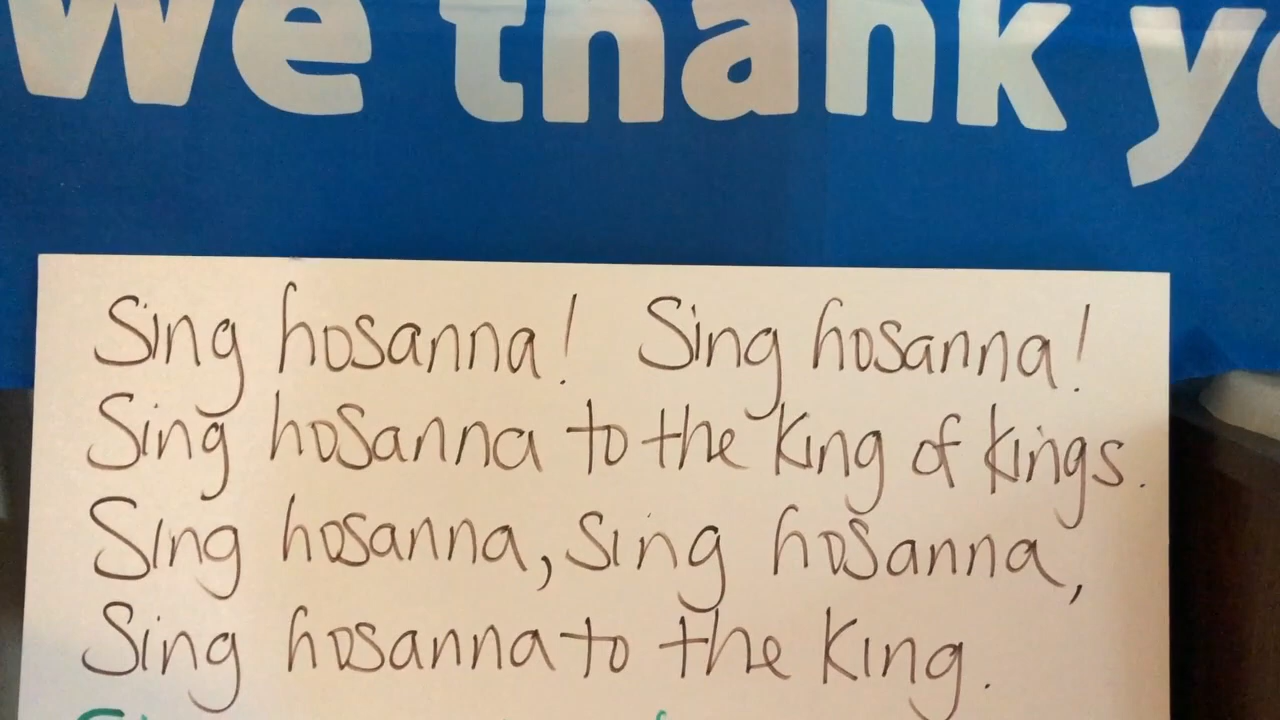 We thank
Sing hosanna! Sing hosanna!
Sing hosanna to the king of kings.
Sing hosanna, sing hosanna,
Sing hosanna to the king.